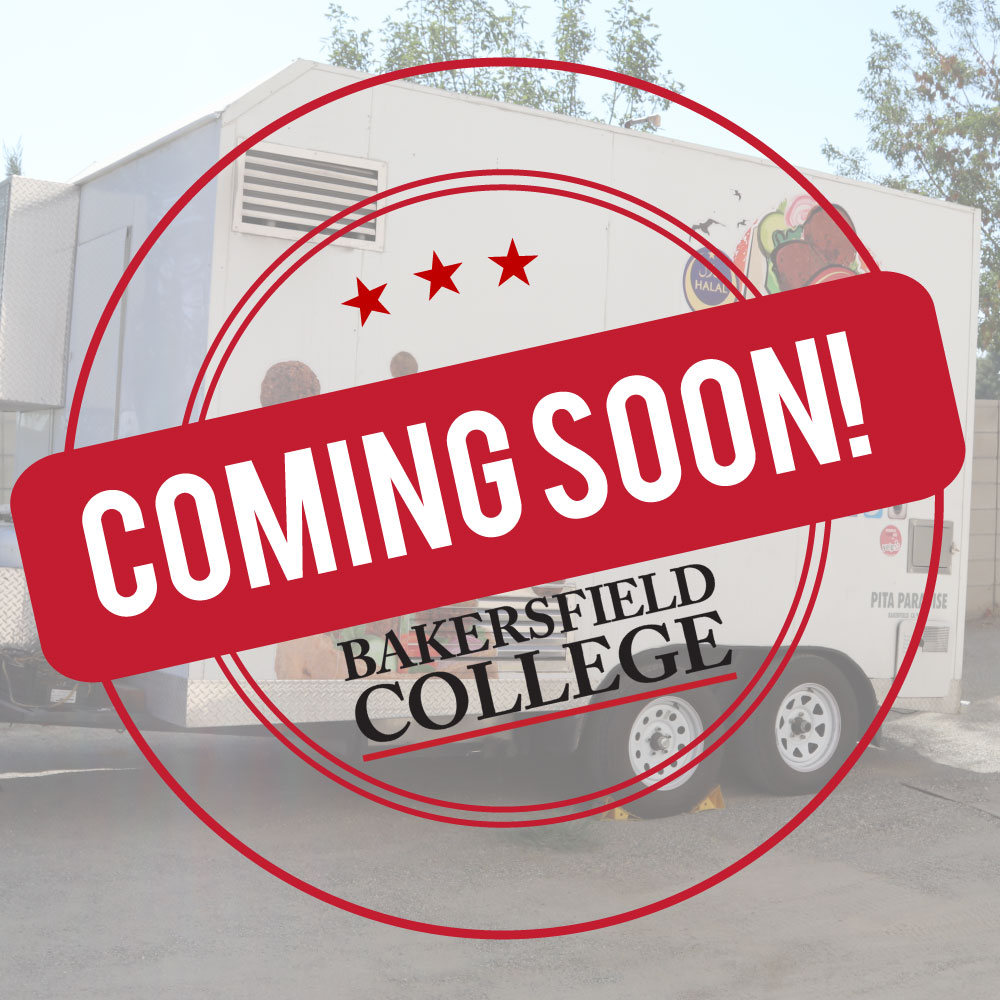 HALAL
COMING SOON!
BAKERSFIELD
COLLEGE
PITA PARADISE